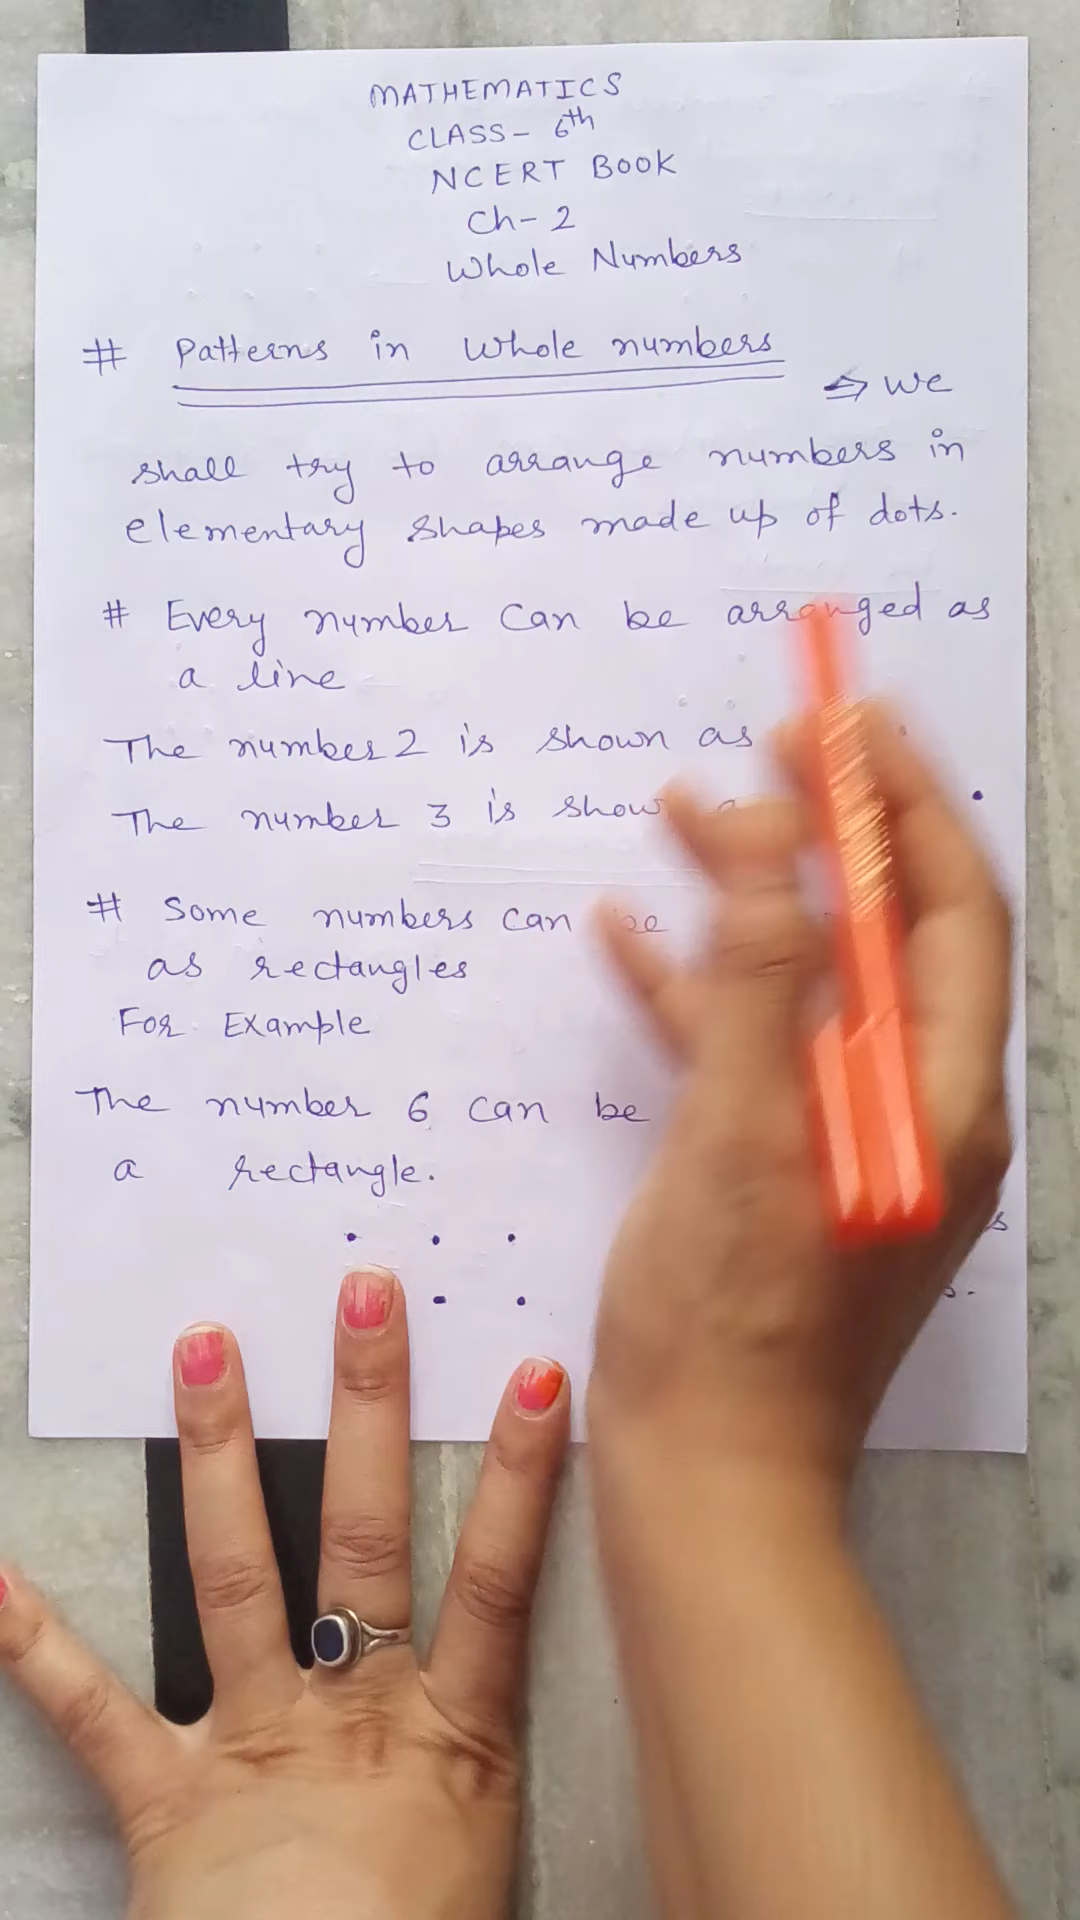 MATHEMATICS
CLASS- 6th
NCERT BOOK
Ch- 2
Whole Numbers
# Patterns in whole numbers
⇒ we
shall try to arrange numbers in
elementary shapes made up of dots.
# Every number can be arranged as
a line
The number 2 is shown as
The number 3 is show
# Some numbers can be
as rectangles
For Example
The number 6 can be
a rectangle.